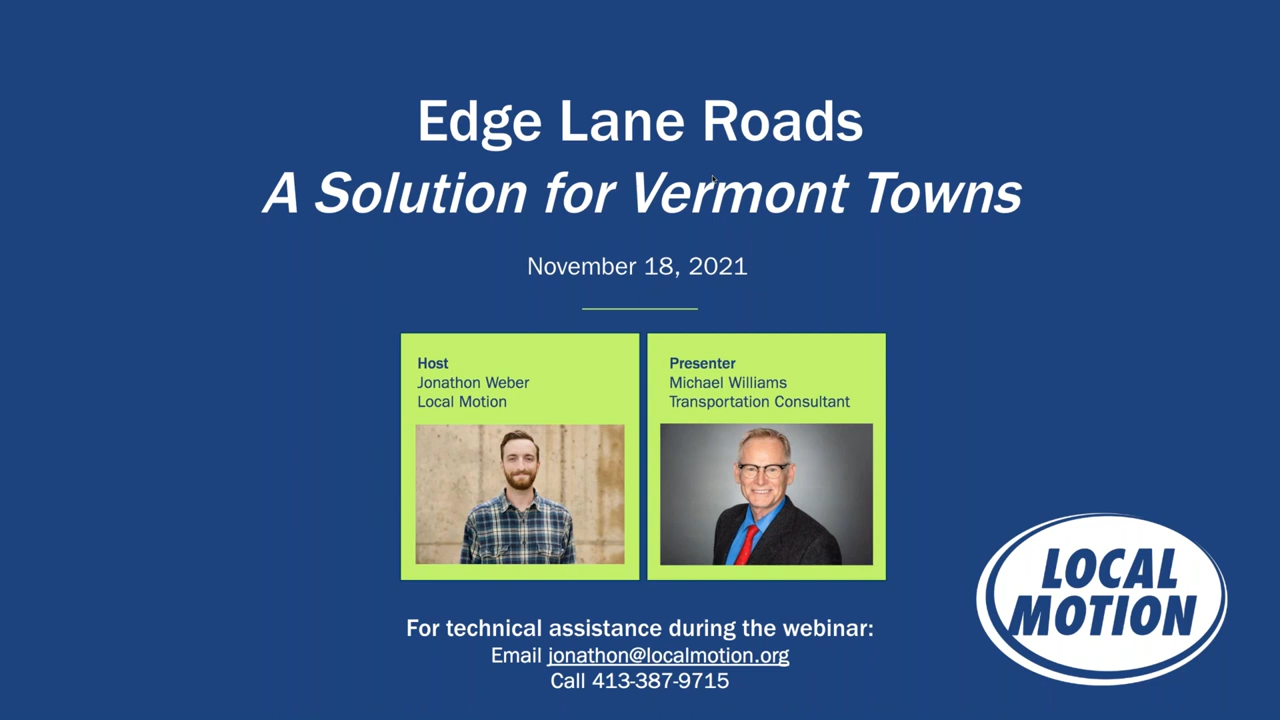 Edge Lane Roads
A Solution for Vermont Towns
November 18, 2021
Host
Jonathon Weber
Local Motion
Presenter
Michael Williams
Transportation Consultant
For technical assistance during the webinar:
Email jonathon@localmotion.org
Call 413-387-9715
LOCAL
MOTION